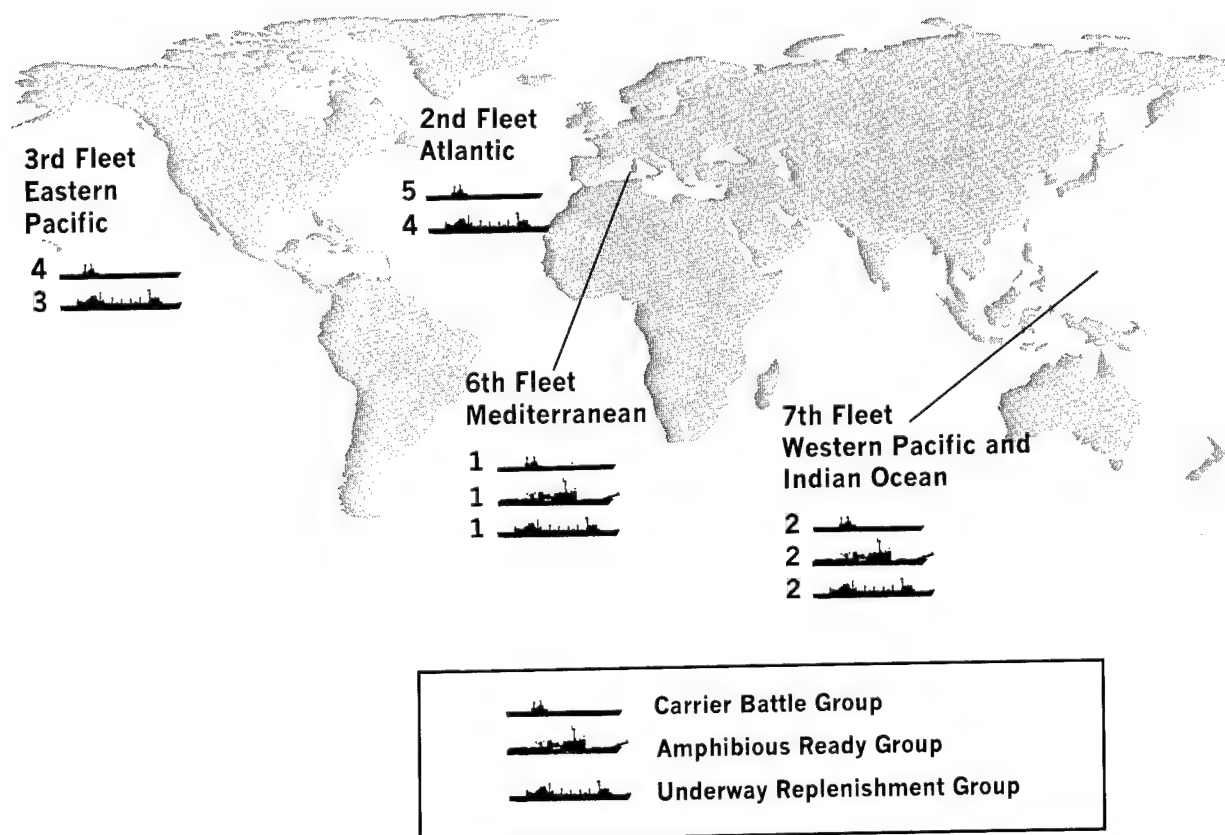 3rd Fleet
Eastern
Pacific
4
3
2nd Fleet
Atlantic
5
4
6th Fleet
Mediterranean
1
1
1
7th Fleet
Western Pacific and
Indian Ocean
2
2
2
Carrier Battle Group
Amphibious Ready Group
Underway Replenishment Group